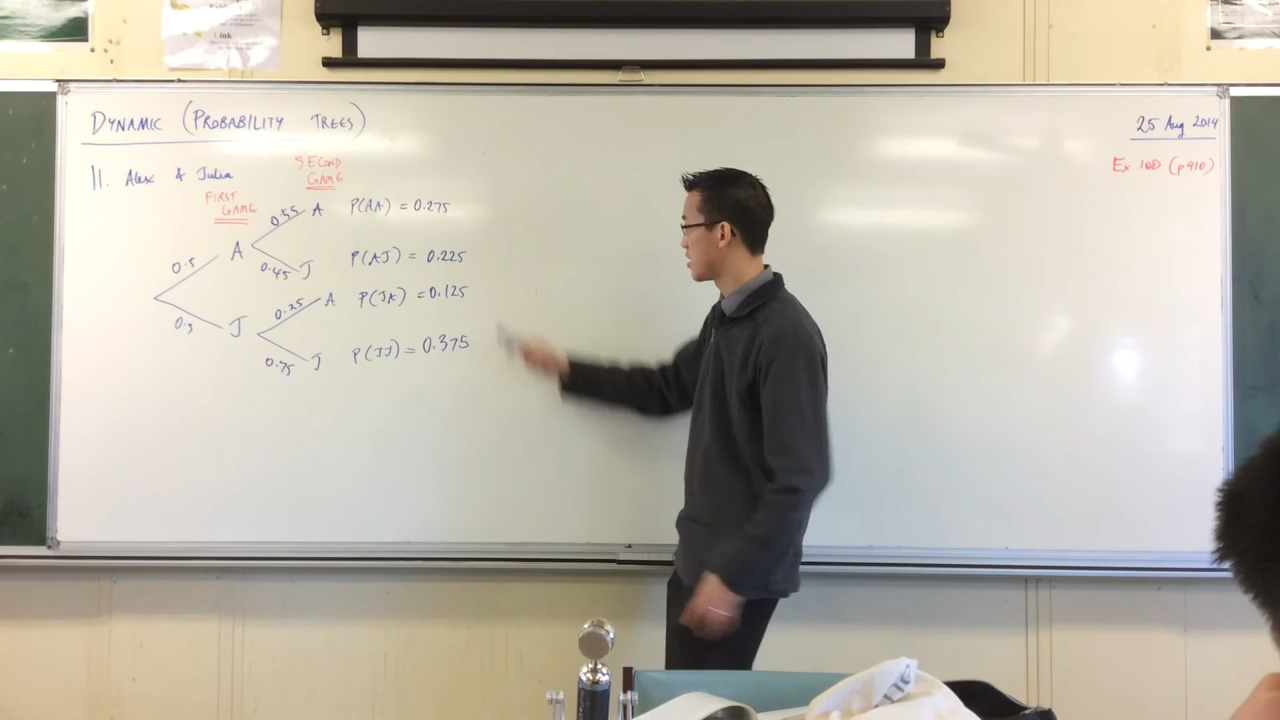 Link
DYNAMIC (PROBABILITY TREES)
25 Aug 2014
Ex 10D (p410)
11. Alex & Julia
FIRST GAME
SECOND GAME
0.5 A
0.55 A P(AA) = 0.275
0.45 J P(AJ) = 0.225
0.5 J
0.25 A P(JA) = 0.125
0.75 J P(JJ) = 0.375